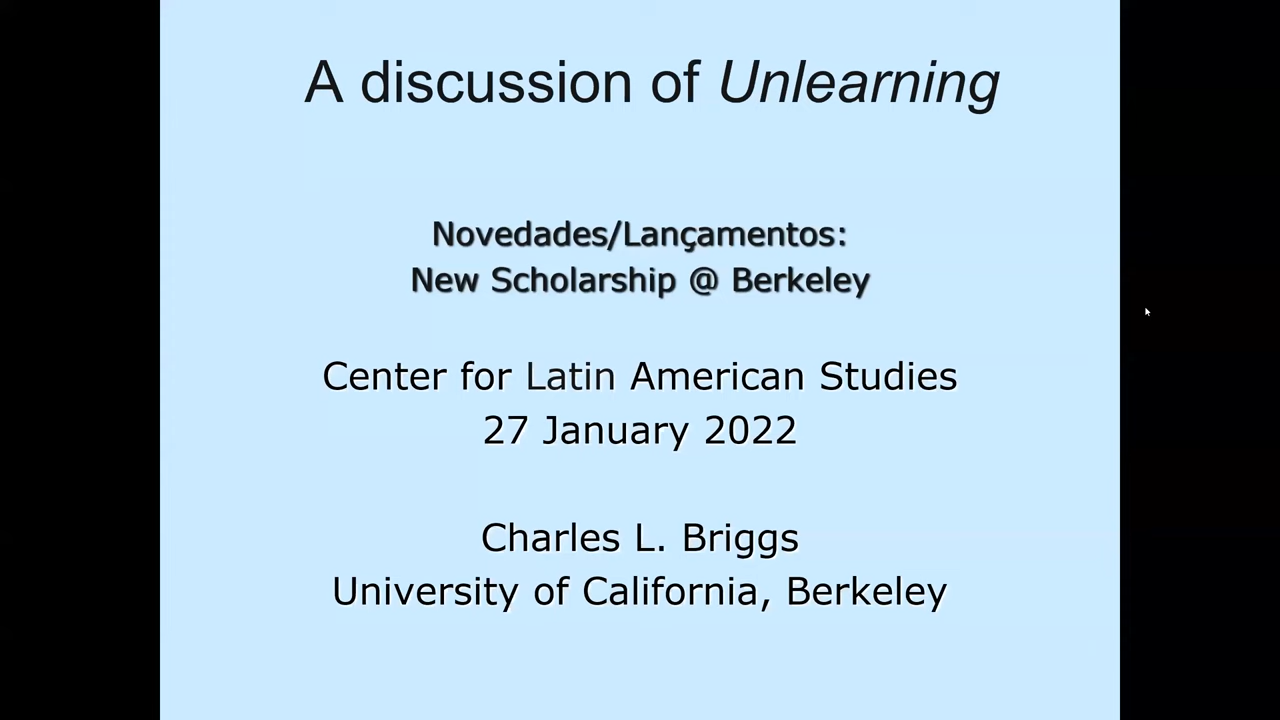 A discussion of Unlearning
Novedades/Lançamentos:
New Scholarship @ Berkeley
Center for Latin American Studies
27 January 2022
Charles L. Briggs
University of California, Berkeley